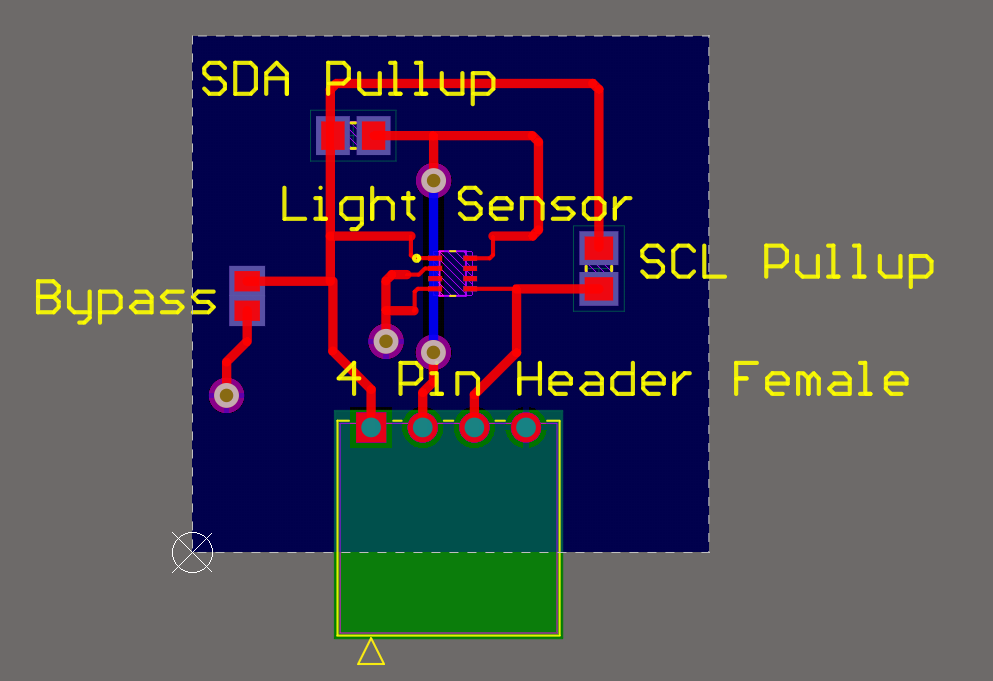 SDA Pullup
Light Sensor
SCL Pullup
Bypass
4 Pin Header Female